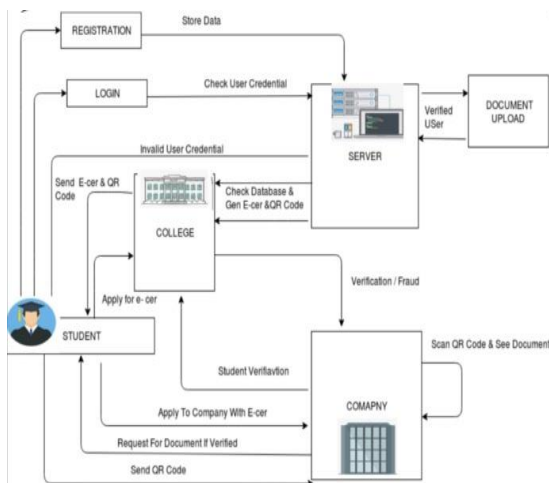 REGISTRATION
Store Data
LOGIN
Check User Credential
SERVER
Verified
USer
DOCUMENT
UPLOAD
Invalid User Credential
Send E-cer & QR
Code
COLLEGE
Check Database &
Gen E-cer &QR Code
Apply for e- cer
Verification / Fraud
STUDENT
Student Verifiavtion
Scan QR Code & See Document
COMAPNY
Apply To Company With E-cer
Request For Document If Verified
Send QR Code